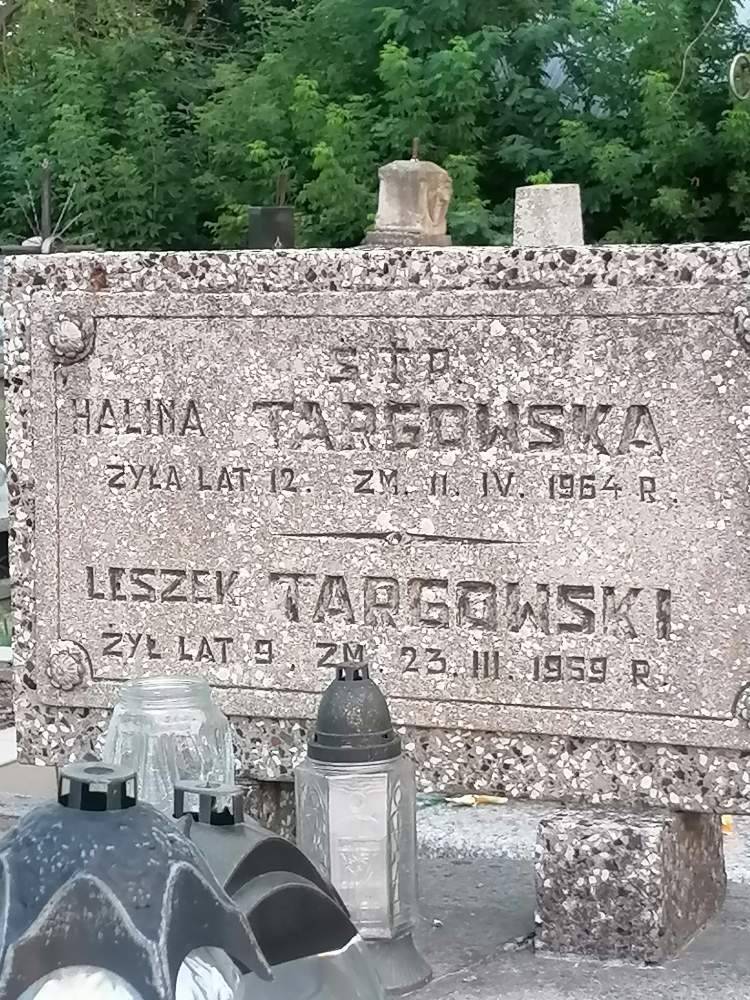 Ś†P.
HALINA TARGOWSKA
ŻYŁA LAT 12. ZM. 11. IV. 1964 R.
LESZEK TARGOWSKI
ŻYŁ LAT 9. ZM. 23. III. 1959 R.